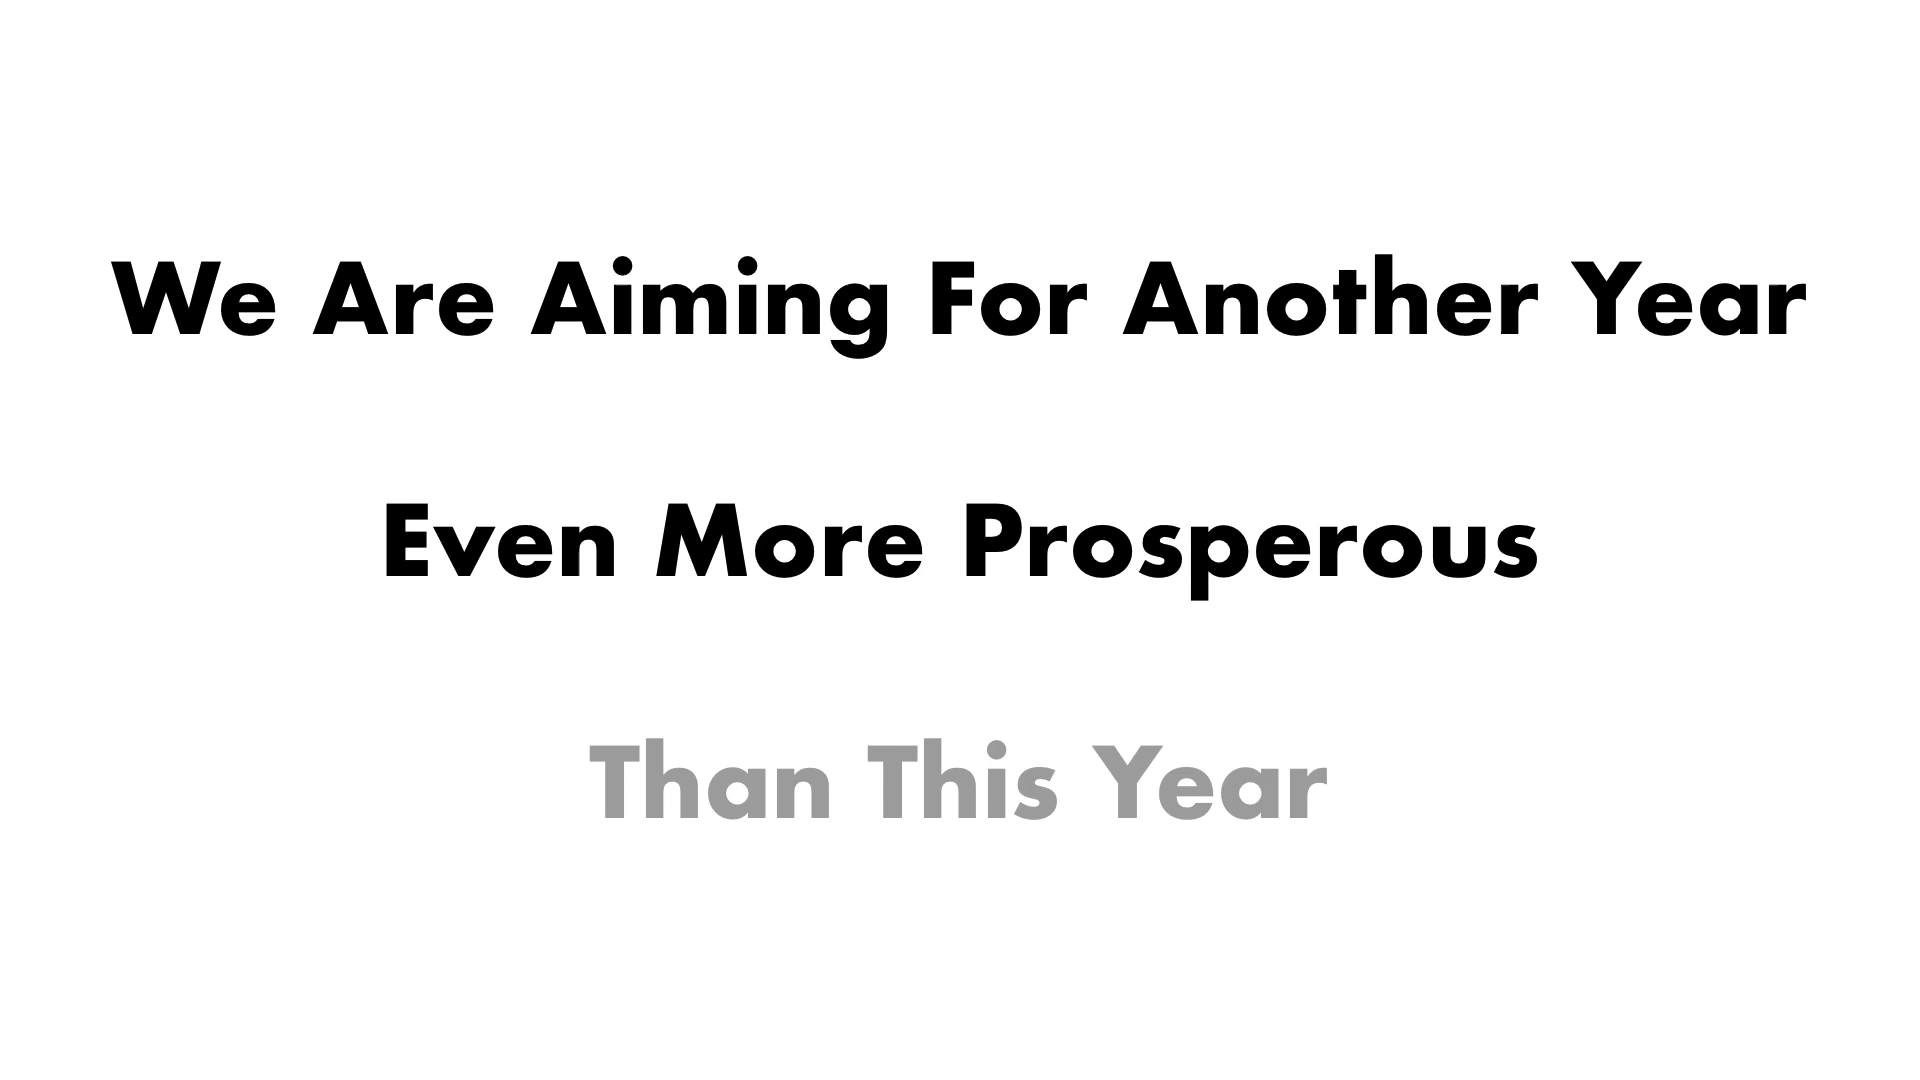 We Are Aiming For Another Year
Even More Prosperous
Than This Year